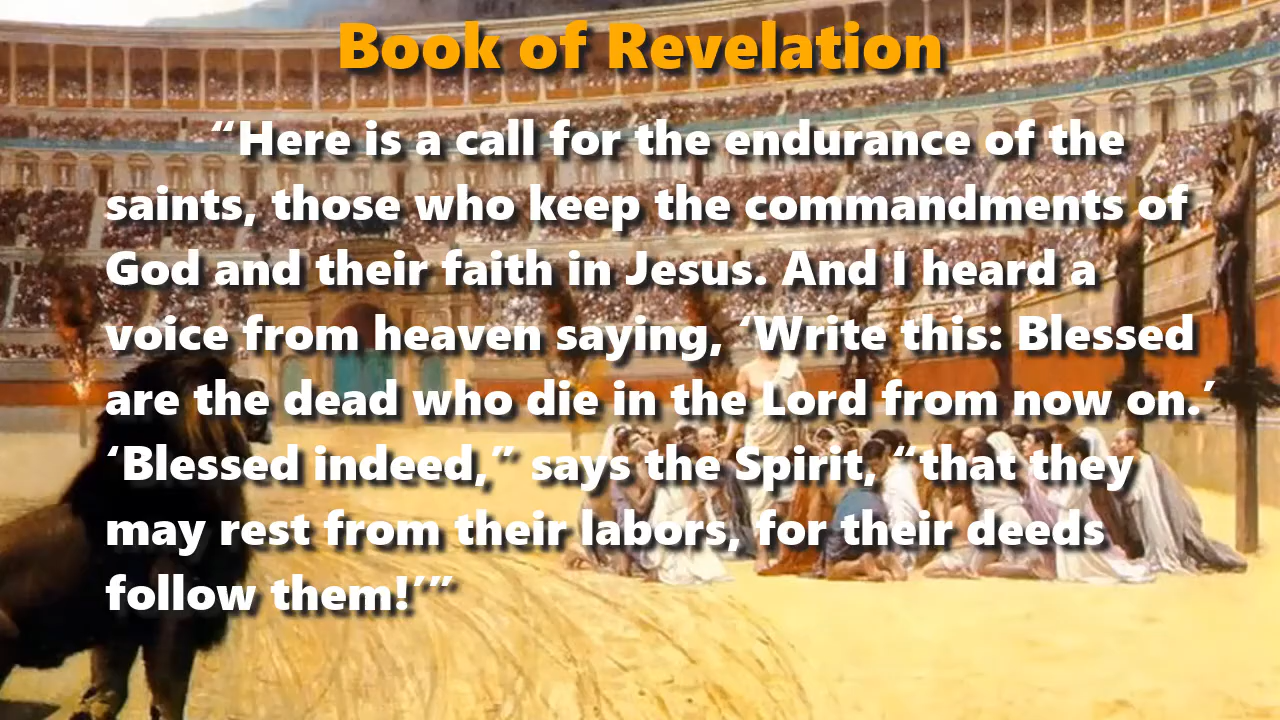 Book of Revelation
“Here is a call for the endurance of the
saints, those who keep the commandments of
God and their faith in Jesus. And I heard a
voice from heaven saying, ‘Write this: Blessed
are the dead who die in the Lord from now on.’
‘Blessed indeed,” says the Spirit, “that they
may rest from their labors, for their deeds
follow them!’”